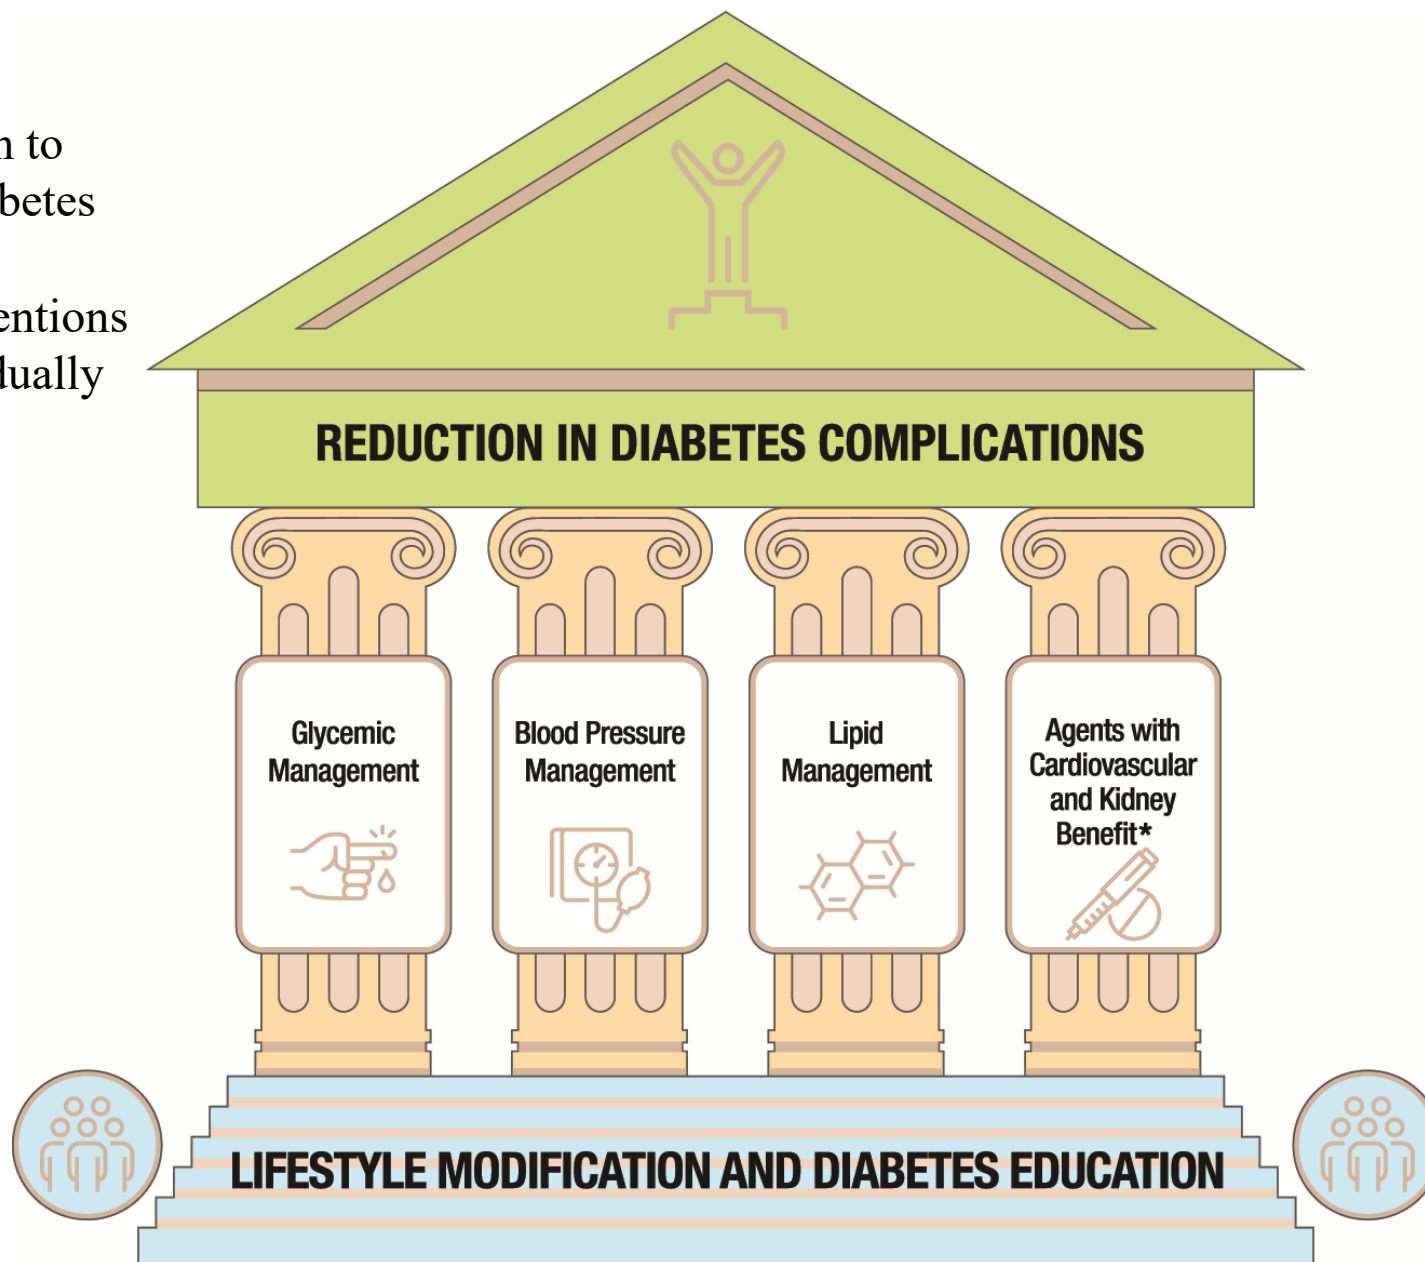 n to
betes
entions
dually
REDUCTION IN DIABETES COMPLICATIONS
Glycemic
Management
Blood Pressure
Management
Lipid
Management
Agents with
Cardiovascular
and Kidney
Benefit*
LIFESTYLE MODIFICATION AND DIABETES EDUCATION